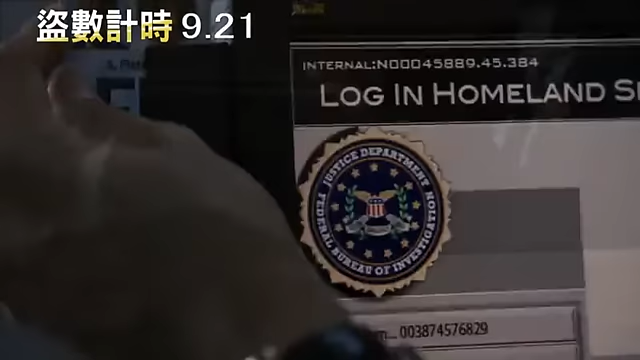 盜數計時 9.21
INTERNAL:N00045889.45.384
LOG IN HOMELAND S
JUSTICE DEPARTMENT
FEDERAL BUREAU OF INVESTIGATION
003874576829